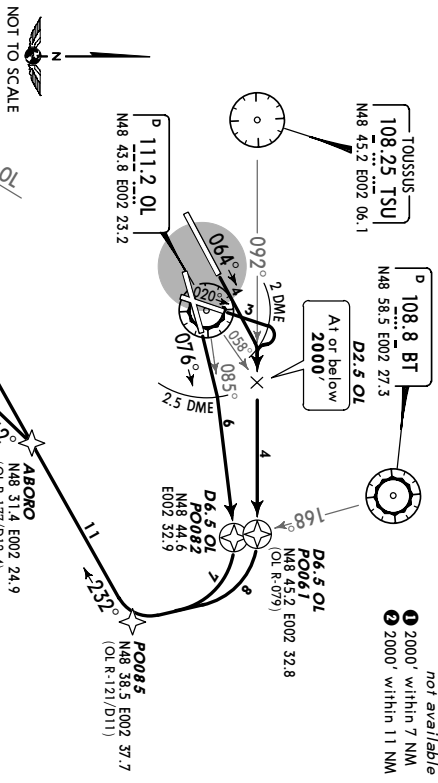 not available
❶ 2000' within 7 NM
❷ 2000' within 11 NM
D
108.8 BT
N48 58.5 E002 27.3
TOUSSUS
108.25 TSU
N48 45.2 E002 06.1
D2.5 OL
At or below
2000'
168°
092°
2 DME
064°
4
3
020°
058°
085°
076°
2.5 DME
6
4
D6.5 OL
PO061
N48 45.2 E002 32.8
(OL R-079)
D6.5 OL
PO082
N48 44.6
E002 32.9
D
111.2 OL
N48 43.8 E002 23.2
7
8
PO085
N48 38.5 E002 37.7
(OL R-121/D11)
232°
11
ABORO
N48 31.4 E002 24.9
OL
N
NOT TO SCALE